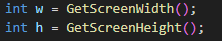 int w = GetScreenWidth();
int h = GetScreenHeight();